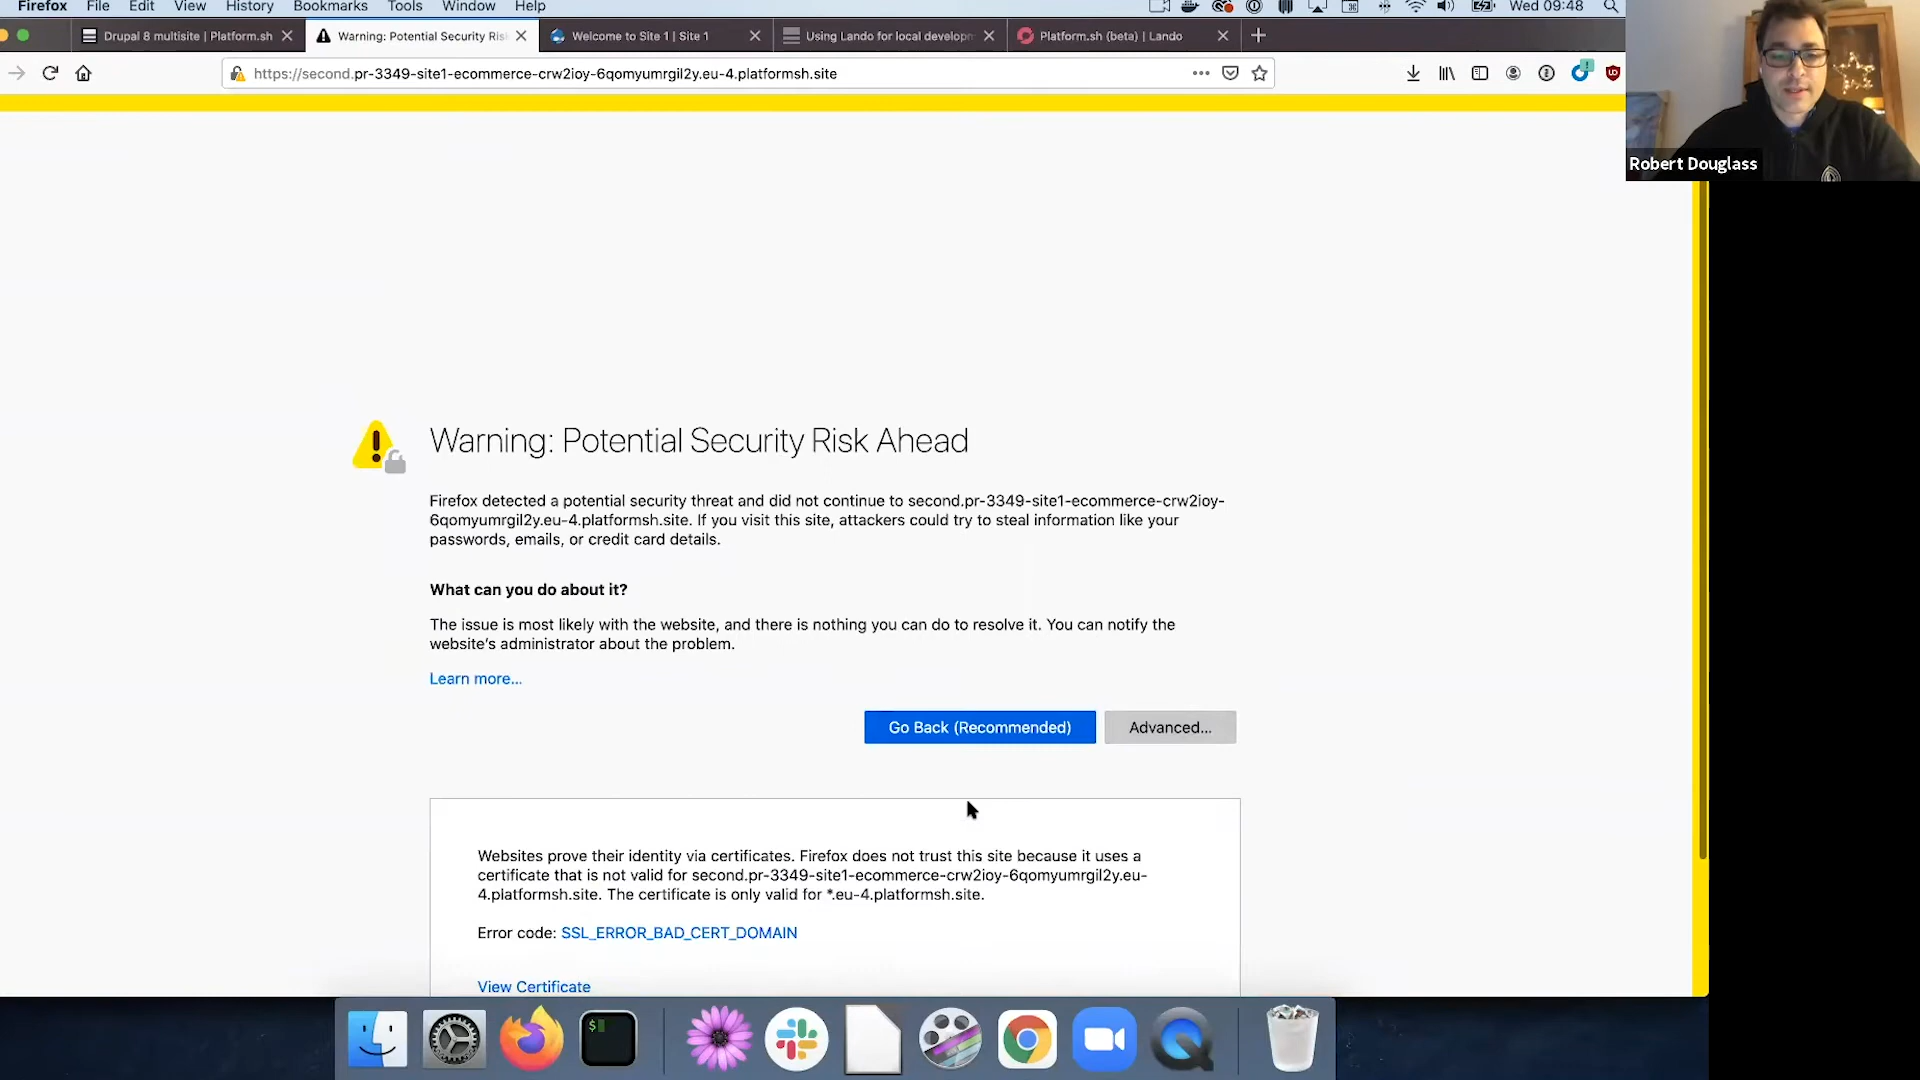 Firefox File Edit View History Bookmarks Tools Window Help Wed 09:48
Drupal 8 multisite | Platform.sh Warning: Potential Security Ris Welcome to Site 1 | Site 1 Using Lando for local developm Platform.sh (beta) | Lando
https://second.pr-3349-site1-ecommerce-crw2ioy-6qomyumrgil2y.eu-4.platformsh.site
Robert Douglass
Warning: Potential Security Risk Ahead
Firefox detected a potential security threat and did not continue to second.pr-3349-site1-ecommerce-crw2ioy-
6qomyumrgil2y.eu-4.platformsh.site. If you visit this site, attackers could try to steal information like your
passwords, emails, or credit card details.
What can you do about it?
The issue is most likely with the website, and there is nothing you can do to resolve it. You can notify the
website's administrator about the problem.
Learn more...
Go Back (Recommended) Advanced...
Websites prove their identity via certificates. Firefox does not trust this site because it uses a
certificate that is not valid for second.pr-3349-site1-ecommerce-crw2ioy-6qomyumrgil2y.eu-
4.platformsh.site. The certificate is only valid for *.eu-4.platformsh.site.
Error code: SSL_ERROR_BAD_CERT_DOMAIN
View Certificate